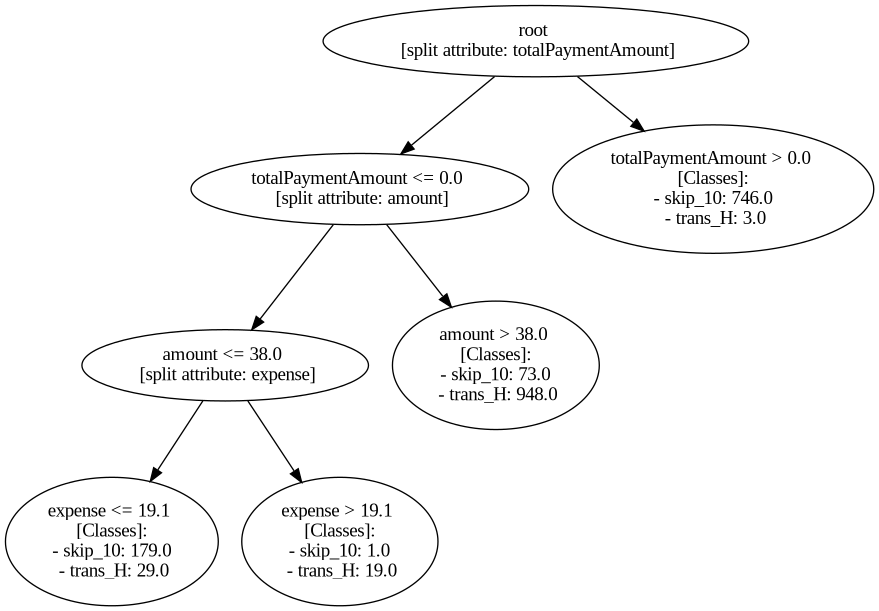 root
[split attribute: totalPaymentAmount]
totalPaymentAmount <= 0.0
[split attribute: amount]
totalPaymentAmount > 0.0
[Classes]:
- skip_10: 746.0
- trans_H: 3.0
amount <= 38.0
[split attribute: expense]
amount > 38.0
[Classes]:
- skip_10: 73.0
- trans_H: 948.0
expense <= 19.1
[Classes]:
- skip_10: 179.0
- trans_H: 29.0
expense > 19.1
[Classes]:
- skip_10: 1.0
- trans_H: 19.0